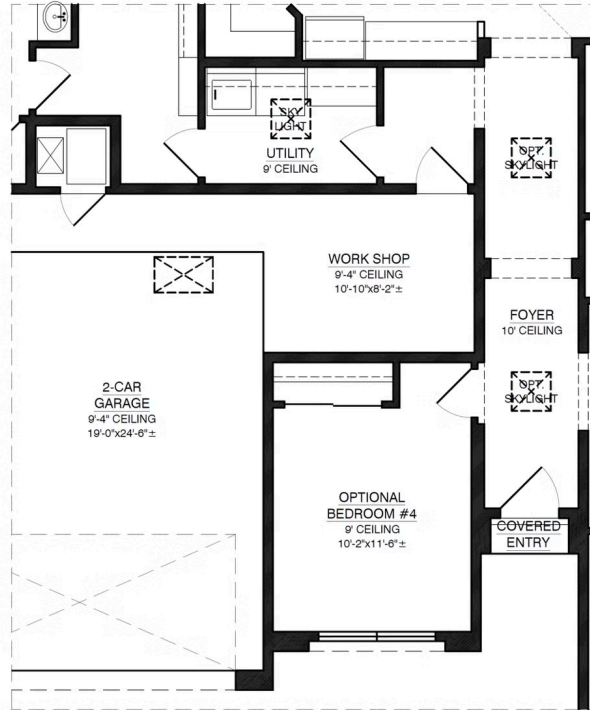 SKY
LIGHT
UTILITY
9' CEILING
OPT.
SKYLIGHT
WORK SHOP
9'-4" CEILING
10'-10"x8'-2"±
FOYER
10' CEILING
OPT.
SKYLIGHT
2-CAR
GARAGE
9'-4" CEILING
19'-0"x24'-6"±
OPTIONAL
BEDROOM #4
9' CEILING
10'-2"x11'-6"±
COVERED
ENTRY